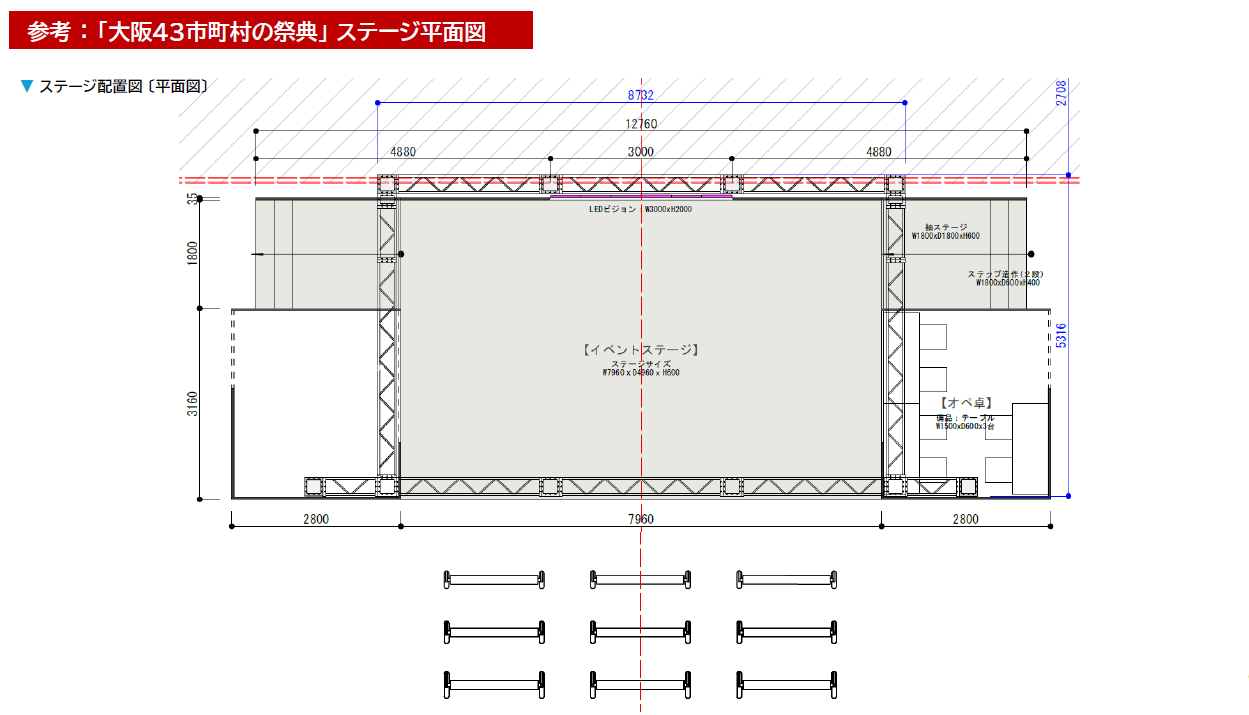 参考：「大阪43市町村の祭典」 ステージ平面図
▼ ステージ配置図〔平面図〕
8732
2708
12760
4880
3000
4880
35
LEDビジョン：W3000xH2000
袖ステージ
W1800xD1800xH600
1800
ステップ造作(2段)
W1800xD600xH400
5316
【イベントステージ】
ステージサイズ
W7960 x D4960 x H600
3160
【オペ卓】
備品：テーブル
W1500xD600x3台
2800
7960
2800